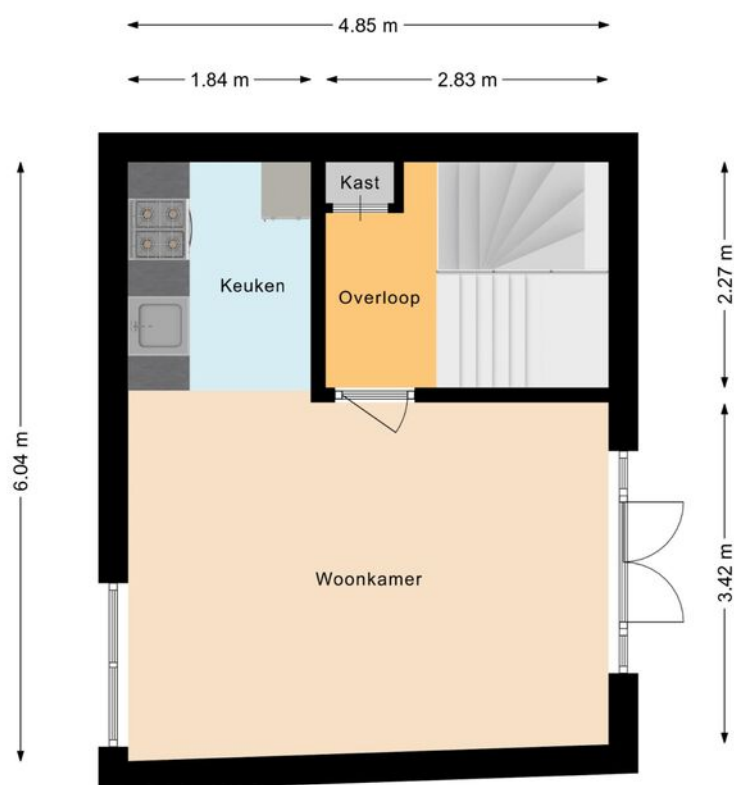 4.85 m
1.84 m
2.83 m
Kast
Keuken
Overloop
2.27 m
6.04 m
Woonkamer
3.42 m